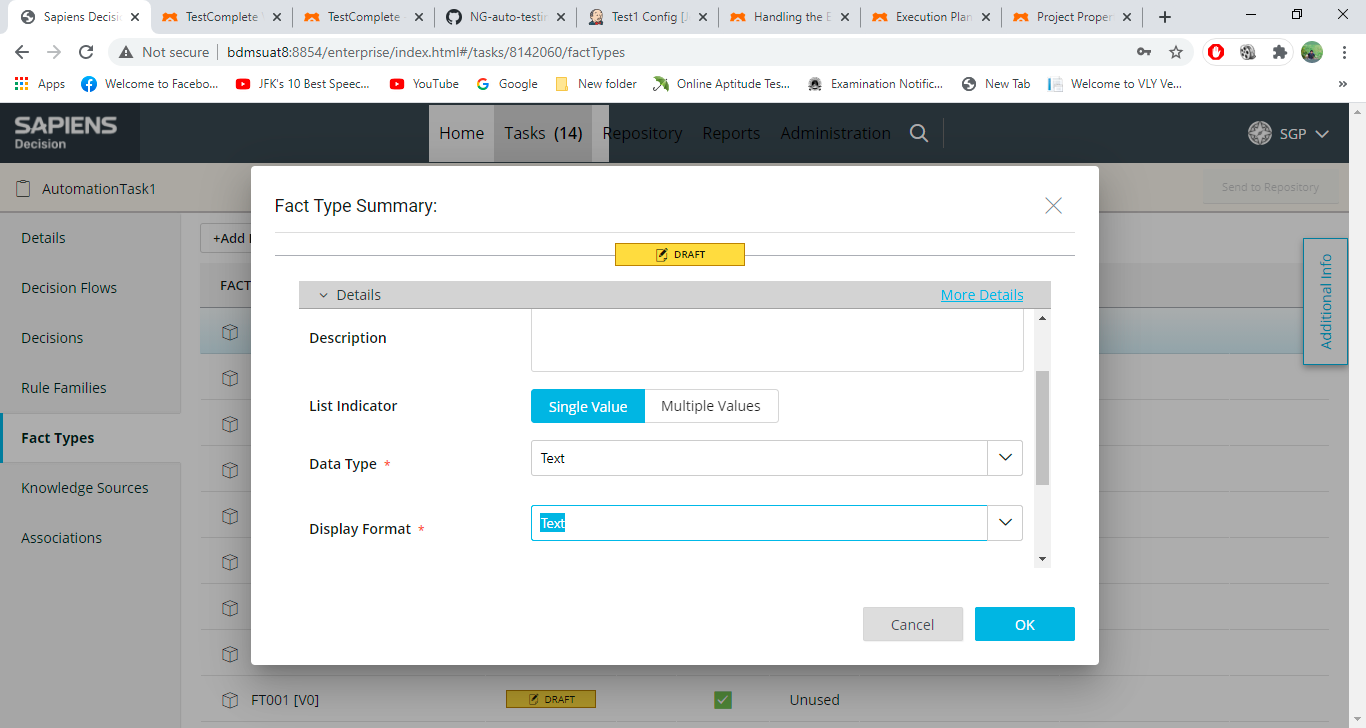 Sapiens Decisi
TestComplete
TestComplete
NG-auto-testi
Test1 Config [J
Handling the E
Execution Plan
Project Proper
Not secure
bdmsuat8:8854/enterprise/index.html#/tasks/8142060/factTypes
Apps
Welcome to Facebo...
JFK's 10 Best Speec...
YouTube
Google
New folder
Online Aptitude Tes...
Examination Notific...
New Tab
Welcome to VLY Ve...
»
SAPIENS
Decision
Home
Tasks (14)
Repository
Reports
Administration
SGP
AutomationTask1
Send to Repository
Details
Decision Flows
Decisions
Rule Families
Fact Types
Knowledge Sources
Associations
+Add
FACT
Additional Info
Fact Type Summary:
DRAFT
Details
More Details
Description
List Indicator
Single Value
Multiple Values
Data Type *
Text
Display Format *
Text
Cancel
OK
FT001 [V0]
DRAFT
Unused